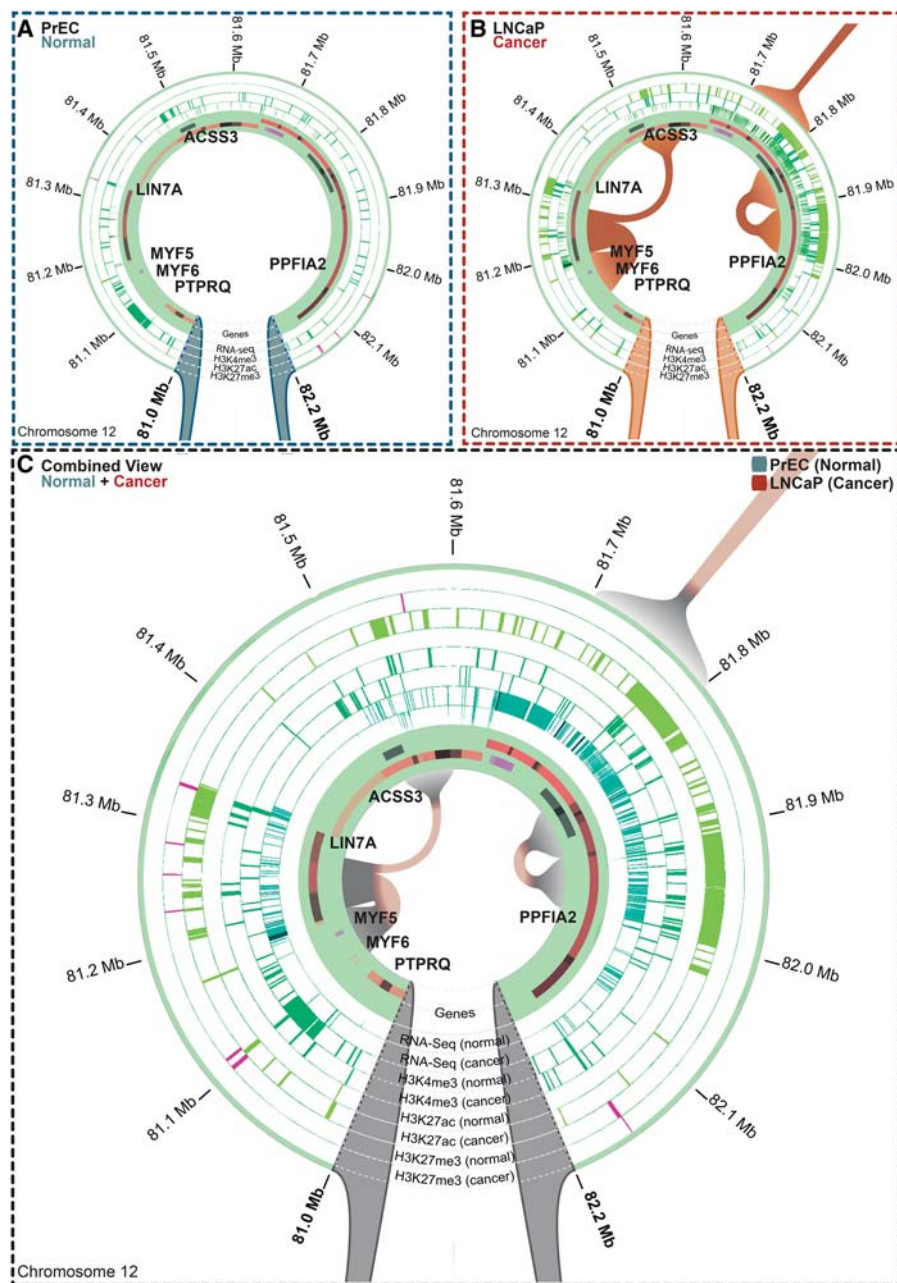 A PrEC
Normal
81.6 Mb
81.5 Mb
81.7 Mb
81.4 Mb
81.8 Mb
81.3 Mb
81.9 Mb
81.2 Mb
82.0 Mb
81.1 Mb
82.1 Mb
81.0 Mb
82.2 Mb
ACSS3
LIN7A
MYF5
MYF6
PTPRQ
PPFIA2
Genes
RNA-seq
H3K4me3
H3K27ac
H3K27me3
Chromosome 12
B LNCaP
Cancer
81.6 Mb
81.5 Mb
81.7 Mb
81.4 Mb
81.8 Mb
81.3 Mb
81.9 Mb
81.2 Mb
82.0 Mb
81.1 Mb
82.1 Mb
81.0 Mb
82.2 Mb
ACSS3
LIN7A
MYF5
MYF6
PTPRQ
PPFIA2
Genes
RNA-seq
H3K4me3
H3K27ac
H3K27me3
Chromosome 12
C Combined View
Normal + Cancer
PrEC (Normal)
LNCaP (Cancer)
81.6 Mb
81.5 Mb
81.7 Mb
81.4 Mb
81.8 Mb
81.3 Mb
81.9 Mb
81.2 Mb
82.0 Mb
81.1 Mb
82.1 Mb
81.0 Mb
82.2 Mb
ACSS3
LIN7A
MYF5
MYF6
PTPRQ
PPFIA2
Genes
RNA-Seq (normal)
RNA-Seq (cancer)
H3K4me3 (normal)
H3K4me3 (cancer)
H3K27ac (normal)
H3K27ac (cancer)
H3K27me3 (normal)
H3K27me3 (cancer)
Chromosome 12